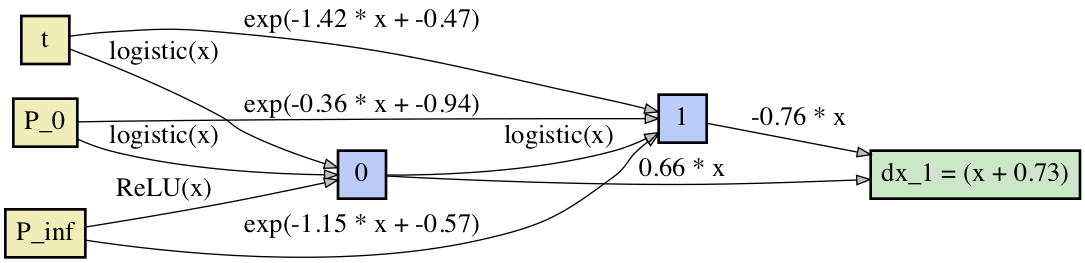 t
exp(-1.42 * x + -0.47)
logistic(x)
P_0
exp(-0.36 * x + -0.94)
logistic(x)
logistic(x)
1
-0.76 * x
0
0.66 * x
dx_1 = (x + 0.73)
ReLU(x)
P_inf
exp(-1.15 * x + -0.57)